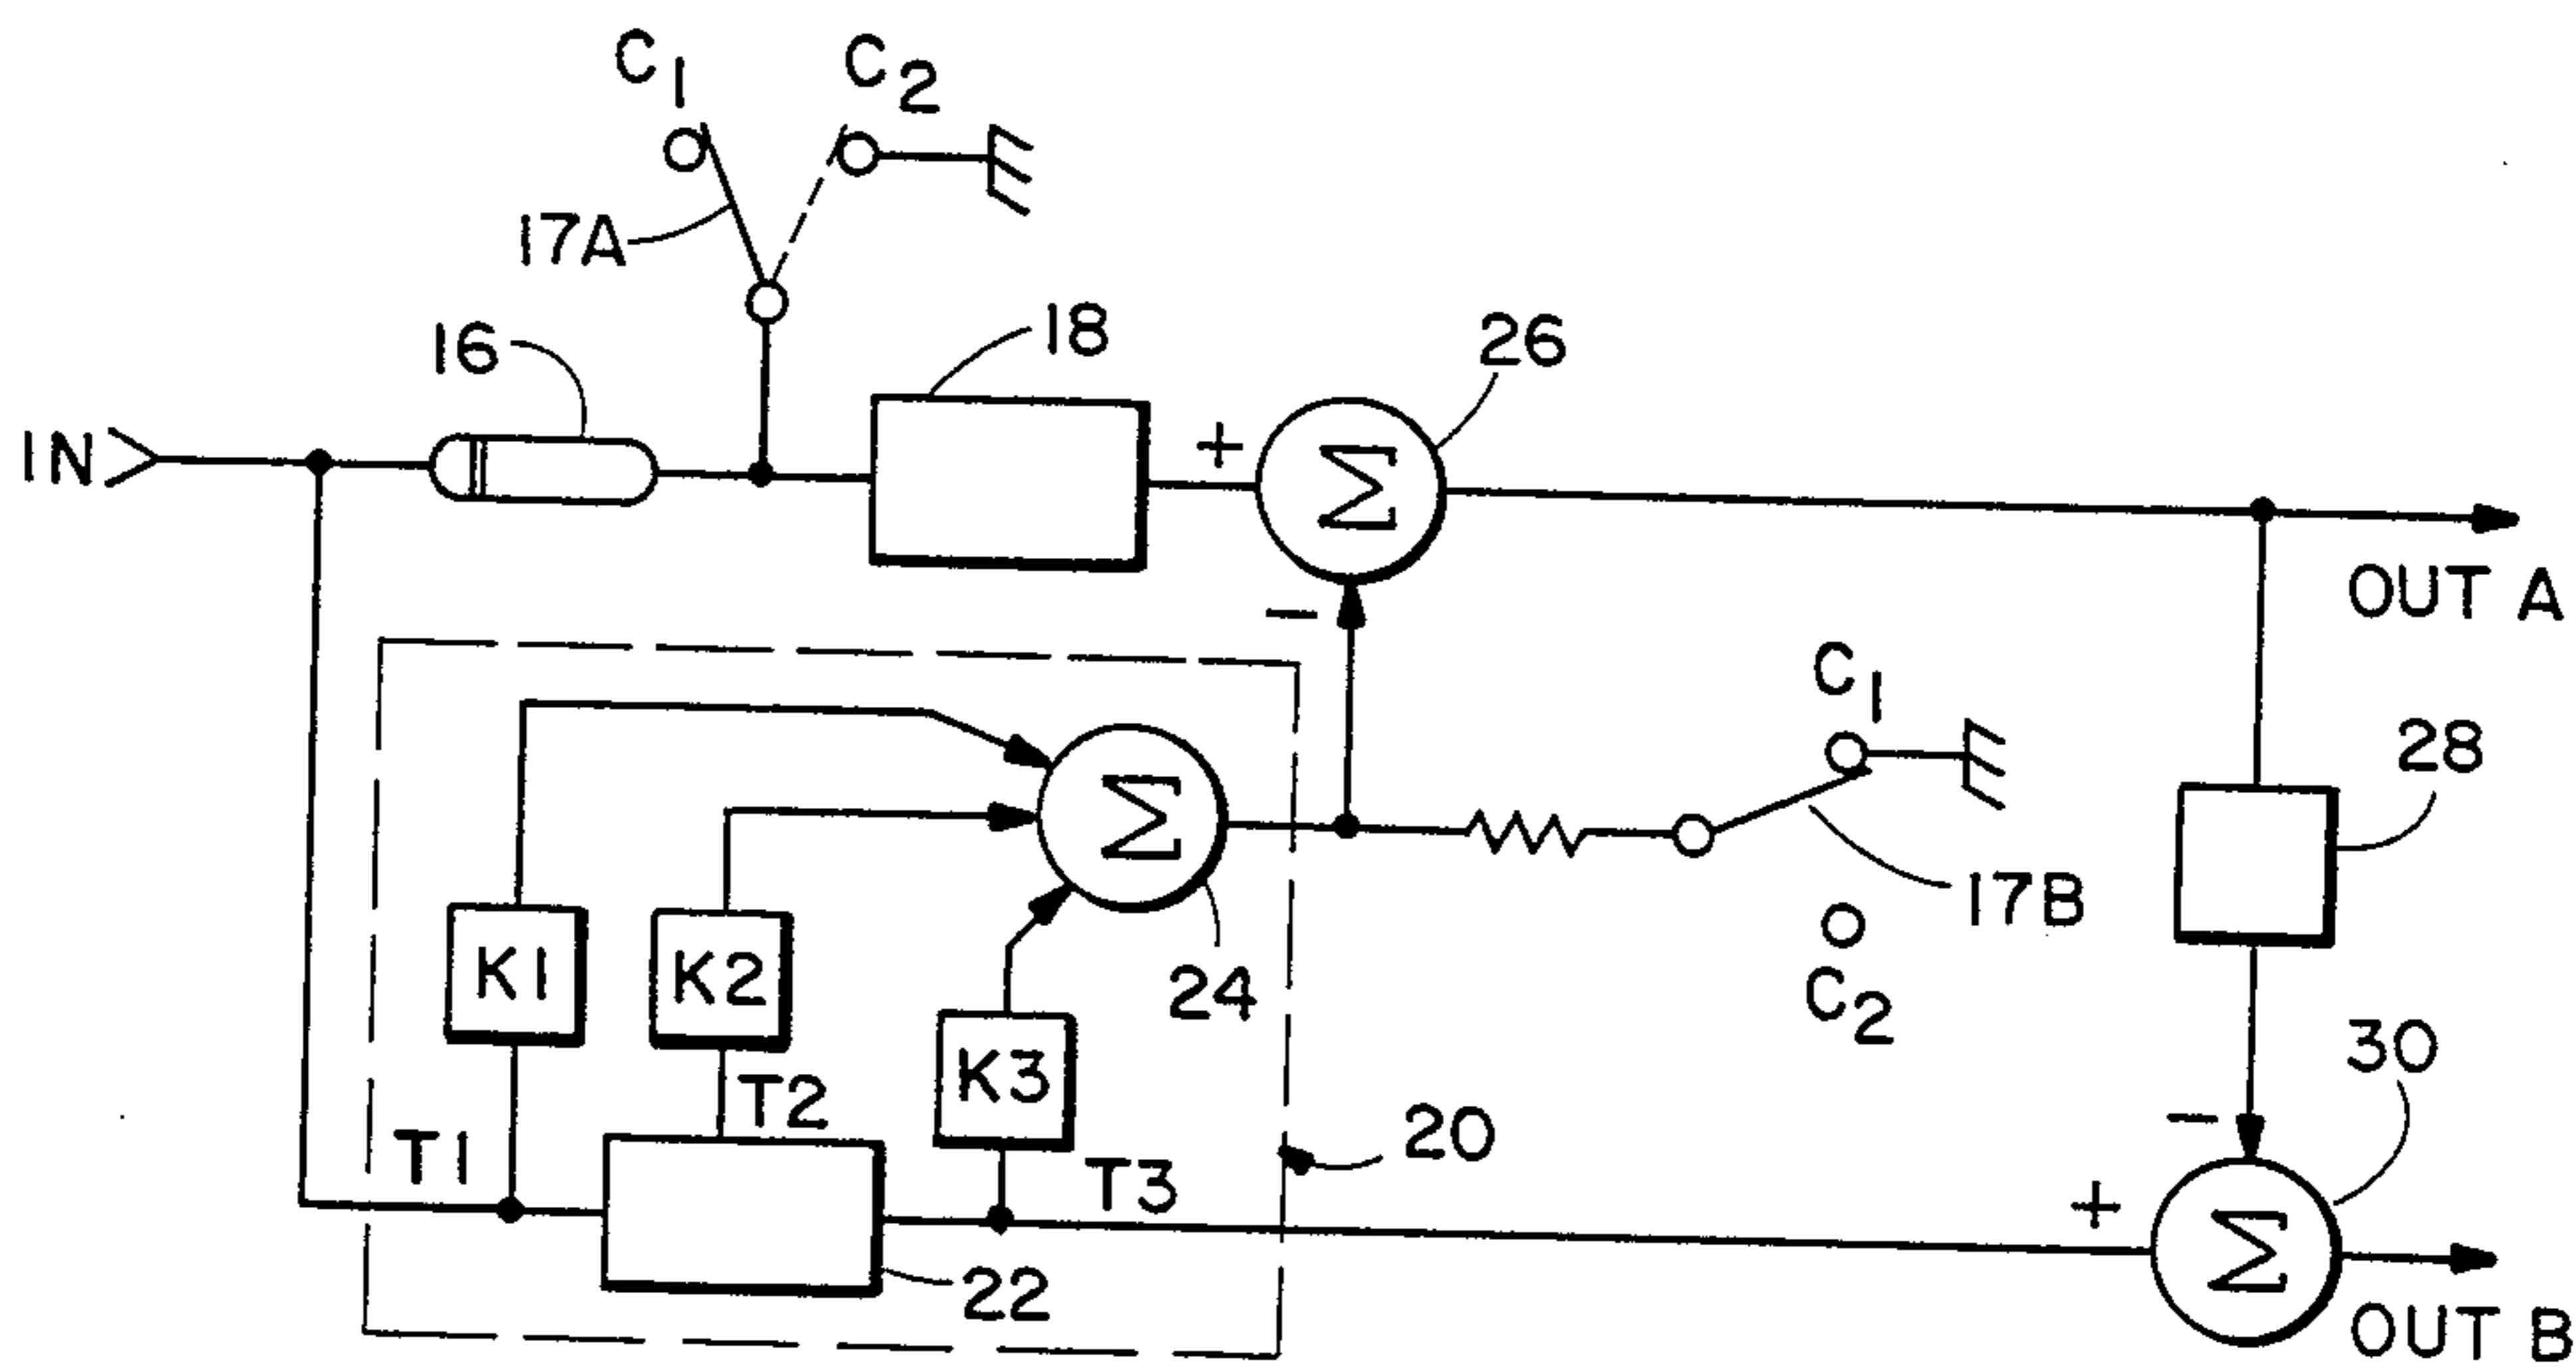 C1
C2
17A
16
18
26
IN
+
Σ
OUT A
-
C1
28
Σ
17B
K1
K2
24
C2
K3
30
T2
20
-
T1
T3
+
Σ
22
OUT B